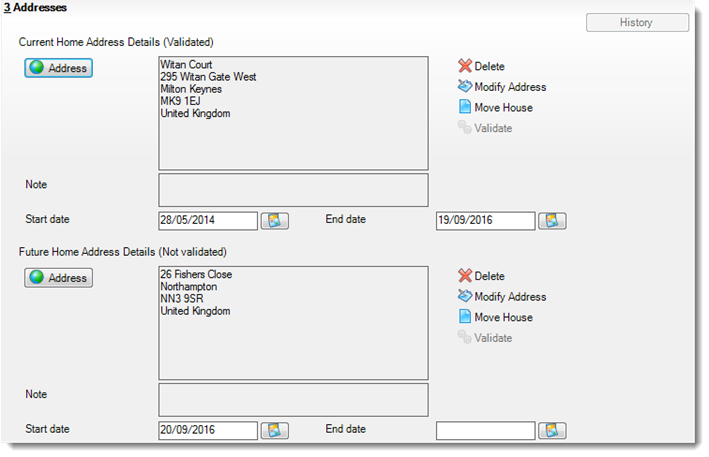 3 Addresses
History
Current Home Address Details (Validated)
Address
Witan Court
295 Witan Gate West
Milton Keynes
MK9 1EJ
United Kingdom
Delete
Modify Address
Move House
Validate
Note
Start date 28/05/2014 End date 19/09/2016
Future Home Address Details (Not validated)
Address
26 Fishers Close
Northampton
NN3 9SR
United Kingdom
Delete
Modify Address
Move House
Validate
Note
Start date 20/09/2016 End date